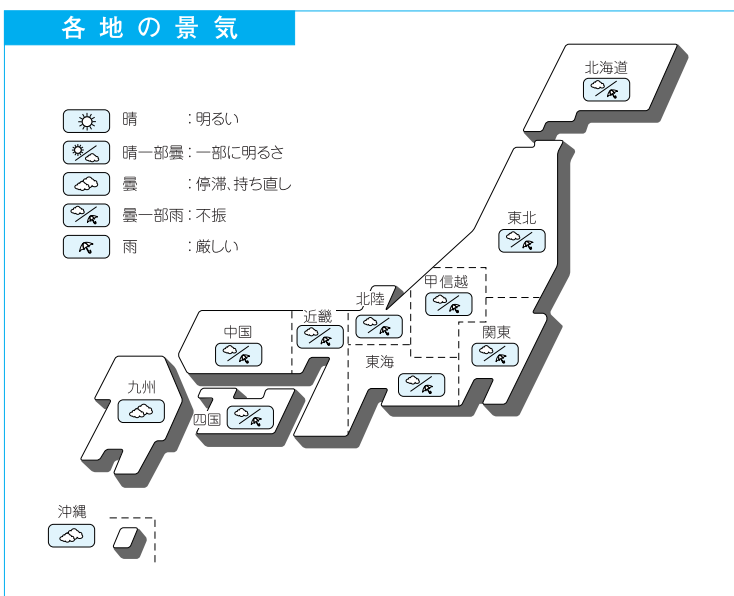 各地の景気
晴　：明るい
晴一部曇：一部に明るさ
曇　：停滞、持ち直し
曇一部雨：不振
雨　：厳しい
北海道
東北
甲信越
北陸
近畿
中国
関東
東海
九州
四国
沖縄